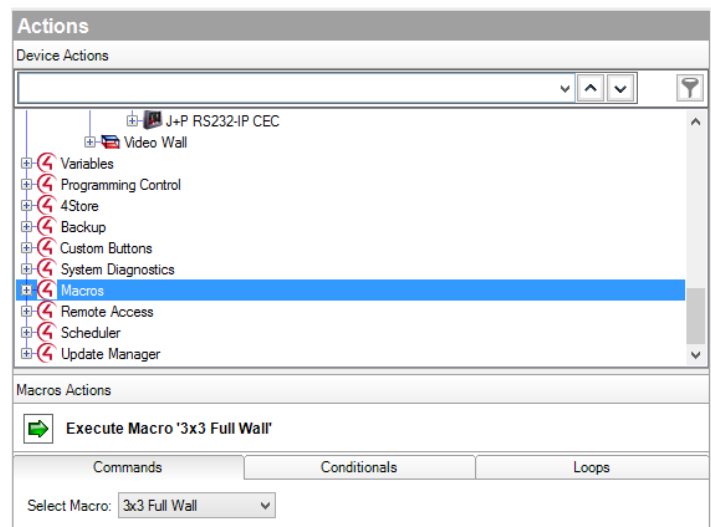 Actions
Device Actions
J+P RS232-IP CEC
Video Wall
Variables
Programming Control
4Store
Backup
Custom Buttons
System Diagnostics
Macros
Remote Access
Scheduler
Update Manager
Macros Actions
Execute Macro '3x3 Full Wall'
Commands Conditionals Loops
Select Macro: 3x3 Full Wall